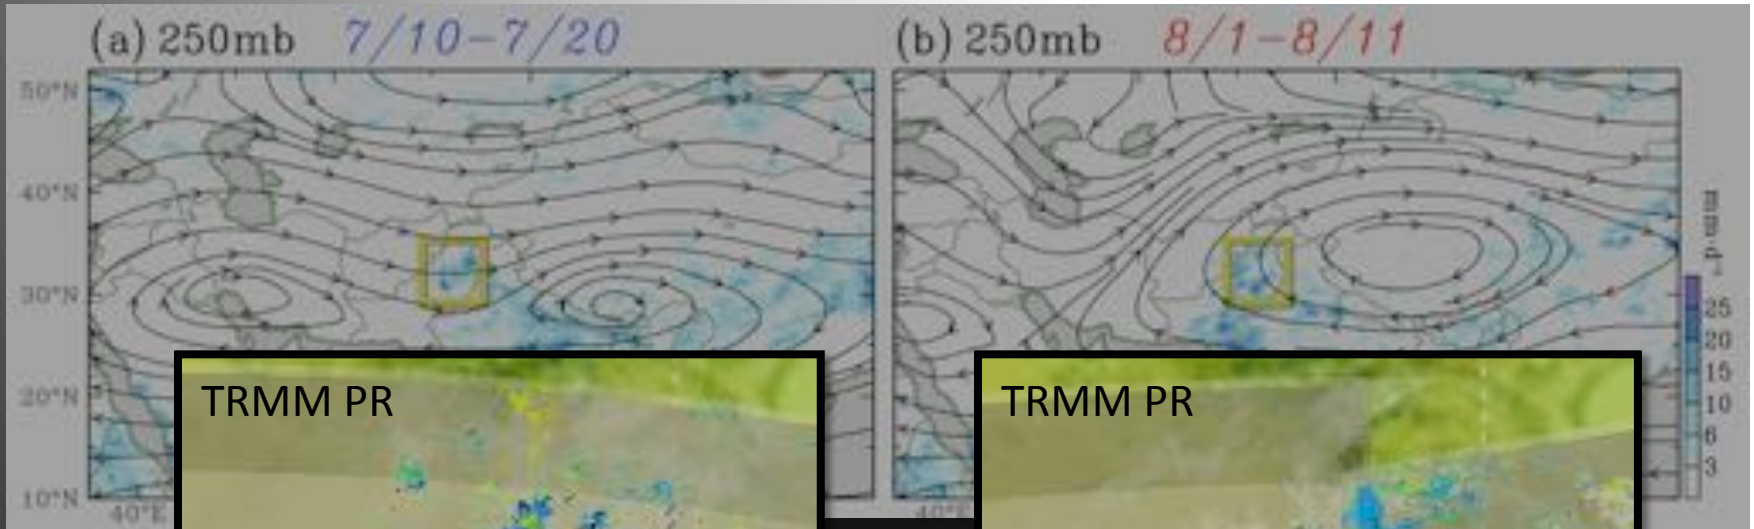 (a) 250mb 7/10-7/20
50°N
40°N
30°N
20°N
10°N
40°E
TRMM PR
(b) 250mb 8/1-8/11
40°E
TRMM PR
mm d⁻¹
25
20
15
10
6
3